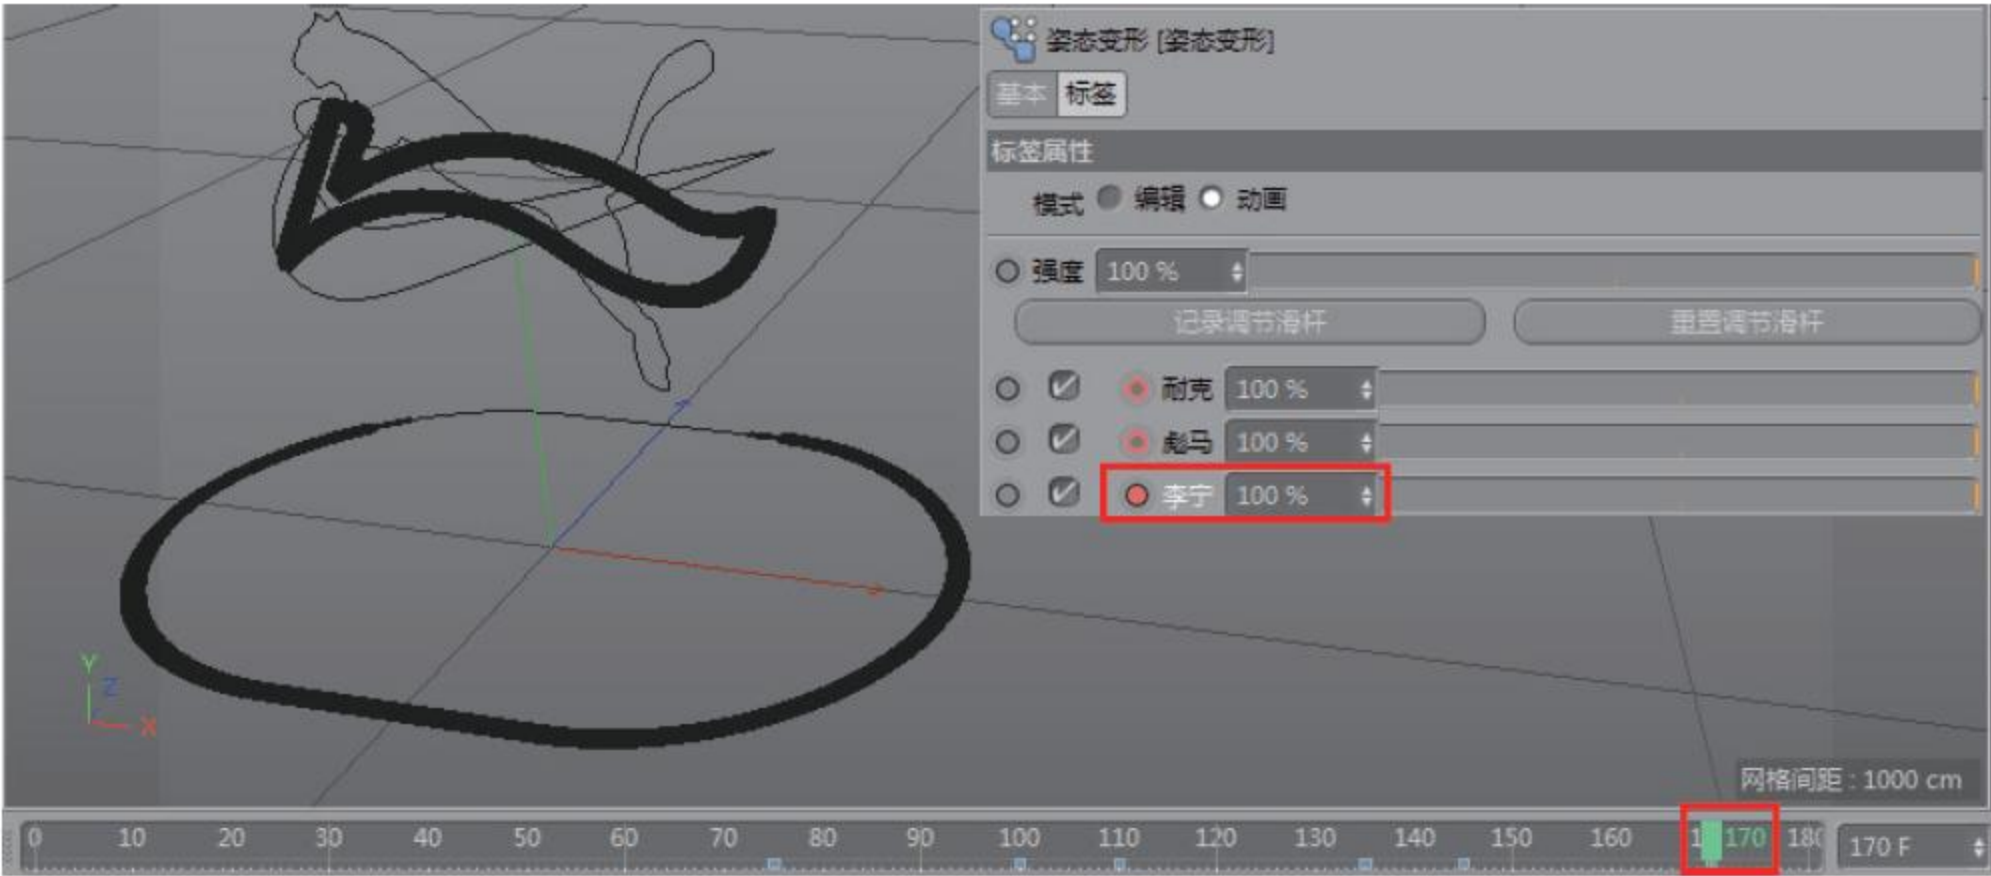 姿态变形 [姿态变形]
基本 标签
标签属性
模式 编辑 动画
强度 100 %
记录调节滑杆 重置调节滑杆
耐克 100 %
彪马 100 %
李宁 100 %
Y
Z
X
网格间距 : 1000 cm
0 10 20 30 40 50 60 70 80 90 100 110 120 130 140 150 160 170 180 170 F